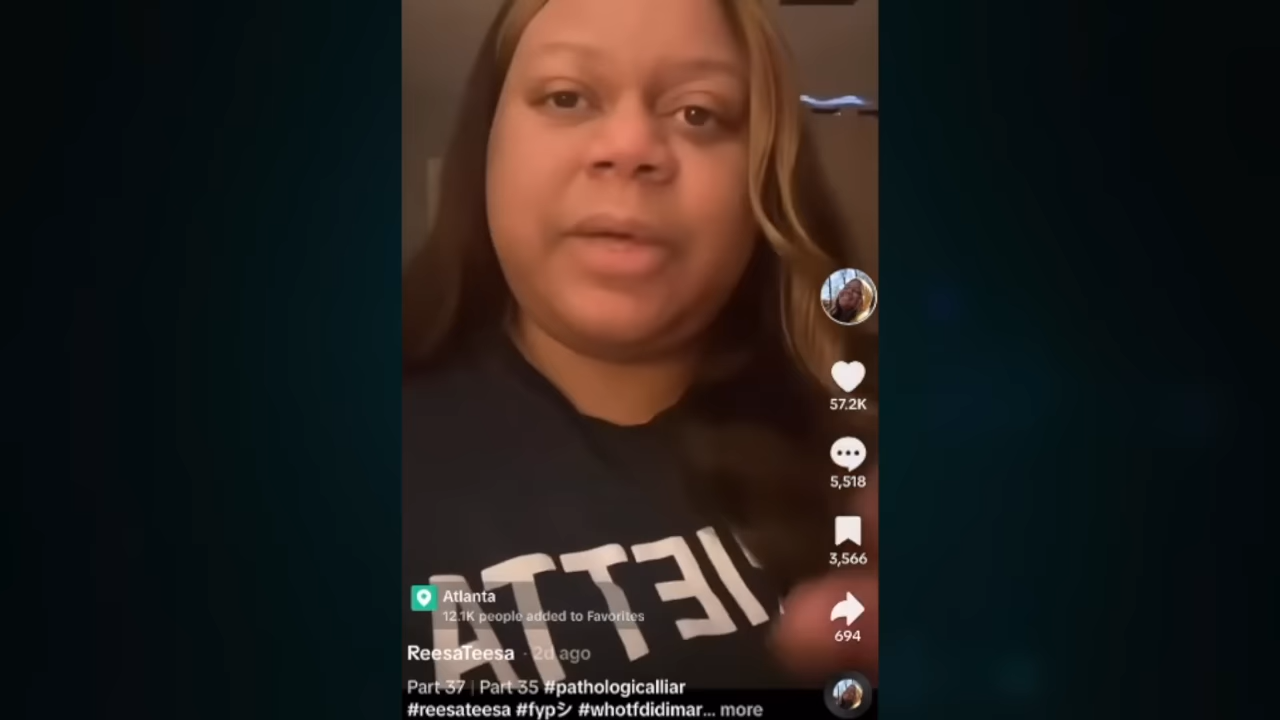 57.2K
5,518
3,566
694
ATTEI
Atlanta
12.1K people added to Favorites
ReesaTeesa · 2d ago
Part 37 | Part 35 #pathologicalliar
#reesateesa #fypシ #whotfdidimar... more